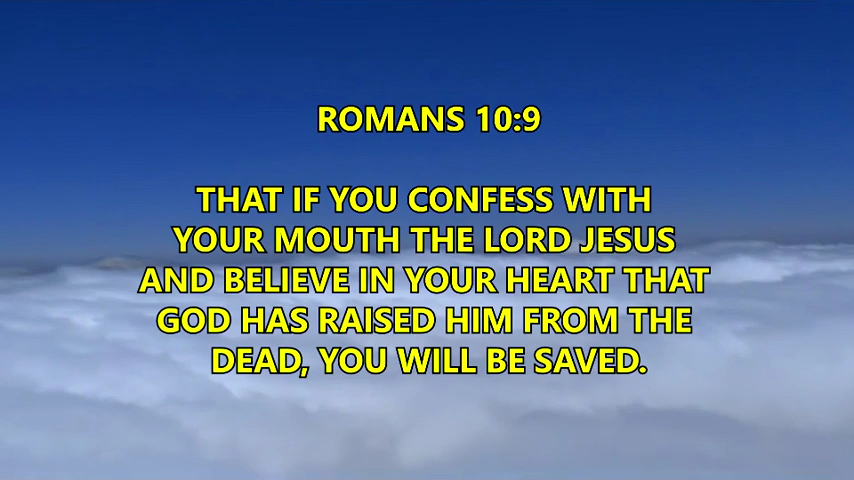 ROMANS 10:9
THAT IF YOU CONFESS WITH
YOUR MOUTH THE LORD JESUS
AND BELIEVE IN YOUR HEART THAT
GOD HAS RAISED HIM FROM THE
DEAD, YOU WILL BE SAVED.